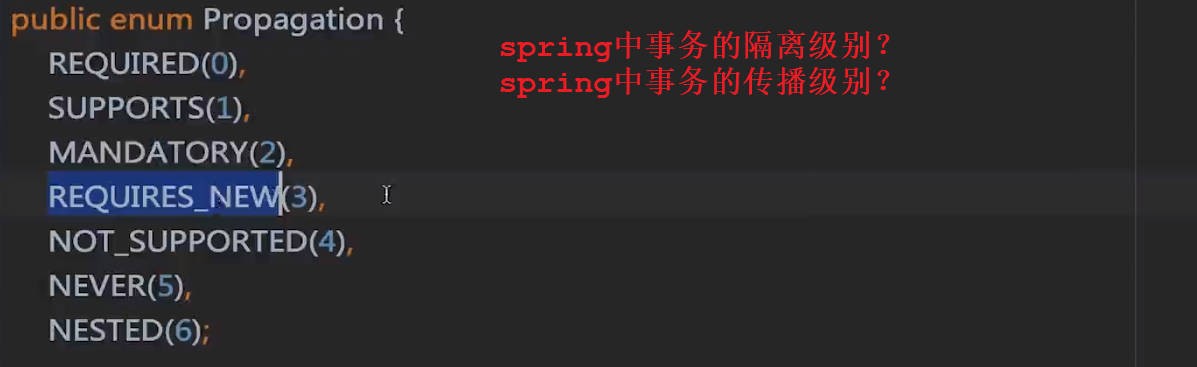 public enum Propagation {
spring中事务的隔离级别?
REQUIRED(0),
spring中事务的传播级别?
SUPPORTS(1),
MANDATORY(2),
REQUIRES_NEW(3),
NOT_SUPPORTED(4),
NEVER(5),
NESTED(6);